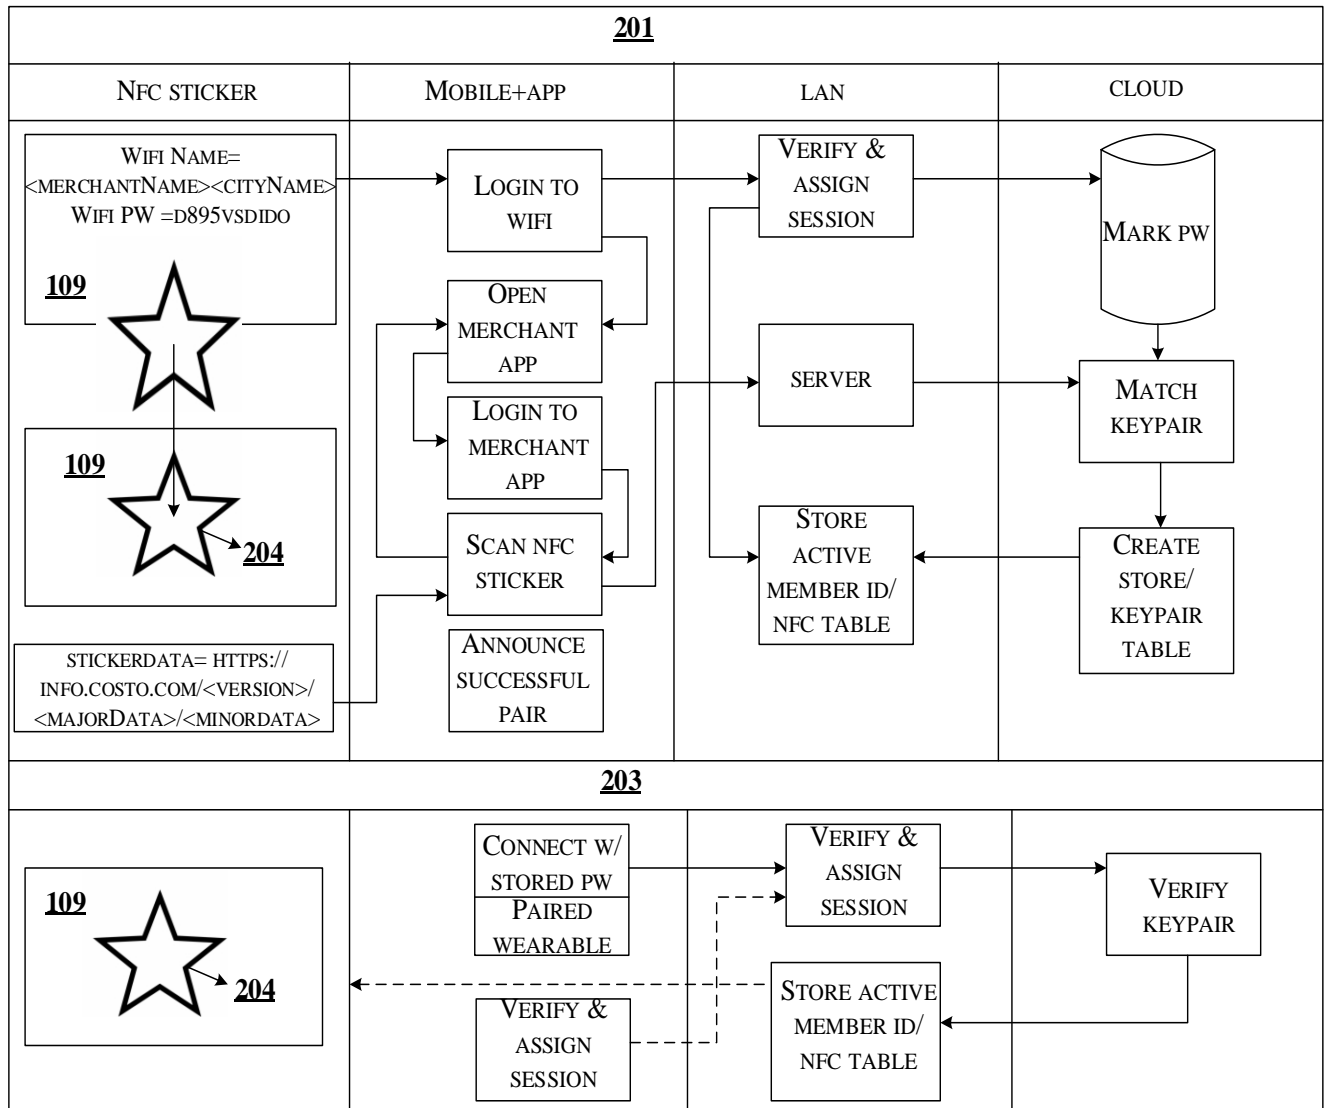 201
NFC STICKER
MOBILE+APP
LAN
CLOUD
WIFI NAME=
<MERCHANTNAME><CITYNAME>
WIFI PW =D895VSDIDO
109
109
204
STICKERDATA= HTTPS://
INFO.COSTO.COM/<VERSION>/
<MAJORDATA>/<MINORDATA>
LOGIN TO
WIFI
OPEN
MERCHANT
APP
LOGIN TO
MERCHANT
APP
SCAN NFC
STICKER
ANNOUNCE
SUCCESSFUL
PAIR
VERIFY &
ASSIGN
SESSION
SERVER
STORE
ACTIVE
MEMBER ID/
NFC TABLE
MARK PW
MATCH
KEYPAIR
CREATE
STORE/
KEYPAIR
TABLE
203
109
204
CONNECT W/
STORED PW
PAIRED
WEARABLE
VERIFY &
ASSIGN
SESSION
VERIFY &
ASSIGN
SESSION
STORE ACTIVE
MEMBER ID/
NFC TABLE
VERIFY
KEYPAIR